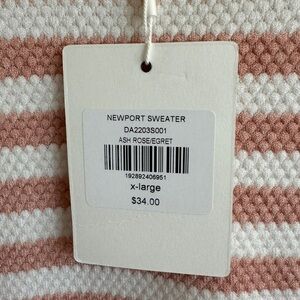 NEWPORT SWEATER
DA2203S001
ASH ROSE/EGRET
192892406951
x-large
$34.00